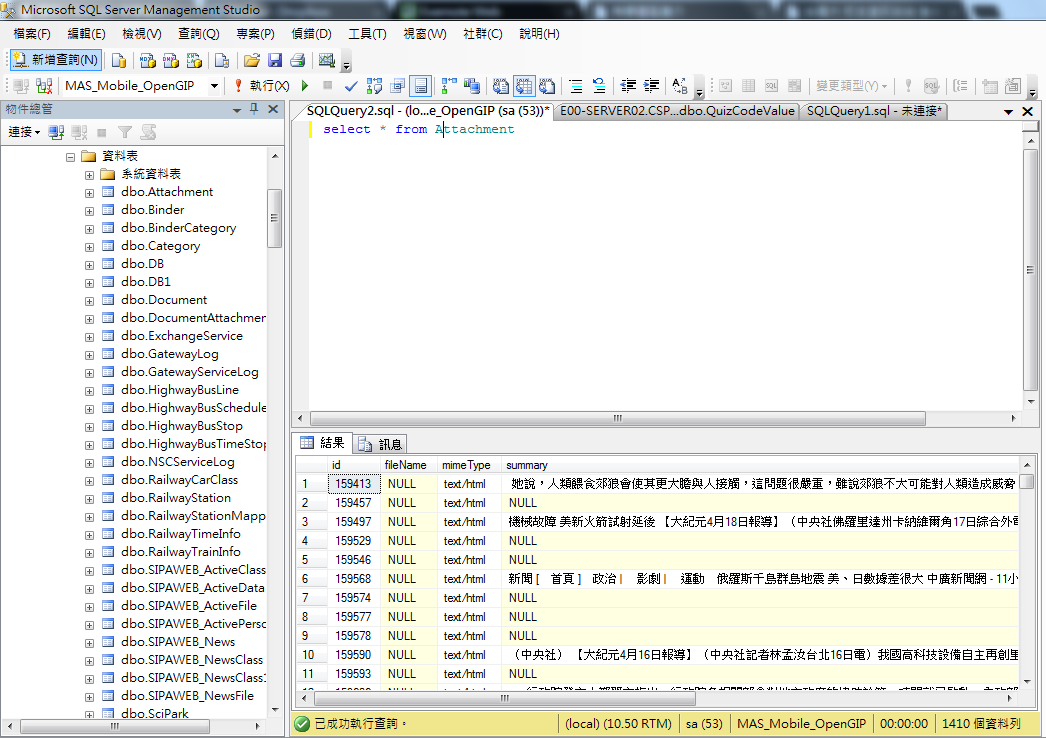 Microsoft SQL Server Management Studio
檔案(F) 編輯(E) 檢視(V) 查詢(Q) 專案(P) 偵錯(D) 工具(T) 視窗(W) 社群(C) 說明(H)
新增查詢(N)
MAS_Mobile_OpenGIP 執行(X) 變更類型(Y)
物件總管
連接
資料表
系統資料表
dbo.Attachment
dbo.Binder
dbo.BinderCategory
dbo.Category
dbo.DB
dbo.DB1
dbo.Document
dbo.DocumentAttachmen
dbo.ExchangeService
dbo.GatewayLog
dbo.GatewayServiceLog
dbo.HighwayBusLine
dbo.HighwayBusSchedule
dbo.HighwayBusStop
dbo.HighwayBusTimeStop
dbo.NSCServiceLog
dbo.RailwayCarClass
dbo.RailwayStation
dbo.RailwayStationMapp
dbo.RailwayTimeInfo
dbo.RailwayTrainInfo
dbo.SIPAWEB_ActiveClass
dbo.SIPAWEB_ActiveData
dbo.SIPAWEB_ActiveFile
dbo.SIPAWEB_ActivePerso
dbo.SIPAWEB_News
dbo.SIPAWEB_NewsClass
dbo.SIPAWEB_NewsClass
dbo.SIPAWEB_NewsFile
dbo.SciPark
SQLQuery2.sql - (lo...e_OpenGIP (sa (53))* E00-SERVER02.CSP...dbo.QuizCodeValue SQLQuery1.sql - 未連接*
select * from Attachment
結果 訊息
id fileName mimeType summary
1 159413 NULL text/html 她說，人類餵食郊狼會使其更大膽與人接觸，這問題很嚴重，雖說郊狼不大可能對人類造成威脅
2 159457 NULL text/html NULL
3 159497 NULL text/html 機械故障 美新火箭試射延後 【大紀元4月18日報導】（中央社佛羅里達州卡納維爾角17日綜合外電
4 159529 NULL text/html NULL
5 159546 NULL text/html NULL
6 159568 NULL text/html 新聞 [ 首頁 ] 政治 | 影劇 | 運動 俄羅斯千島群島地震 美、日數據差很大 中廣新聞網 - 11小
7 159574 NULL text/html NULL
8 159577 NULL text/html NULL
9 159578 NULL text/html NULL
10 159590 NULL text/html （中央社） 【大紀元4月16日報導】（中央社記者林孟汝台北16日電）我國高科技設備自主再創里
11 159593 NULL text/html NULL
已成功執行查詢。 (local) (10.50 RTM) sa (53) MAS_Mobile_OpenGIP 00:00:00 1410 個資料列